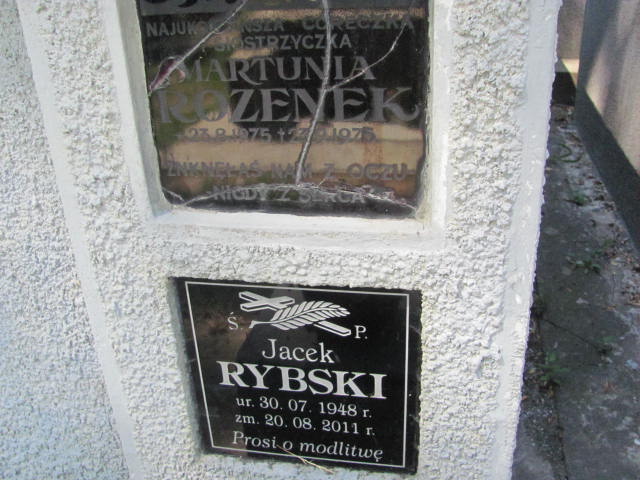 NAJUKOCHAŃSZA CÓRECZKA
I SIOSTRZYCZKA
MARTUNIA
ROZENEK
ZNIKNEŁAŚ NAM Z OCZU
NIGDY Z SERCA
Ś. P.
Jacek
RYBSKI
ur. 30. 07. 1948 r.
zm. 20. 08. 2011 r.
Prosi o modlitwę